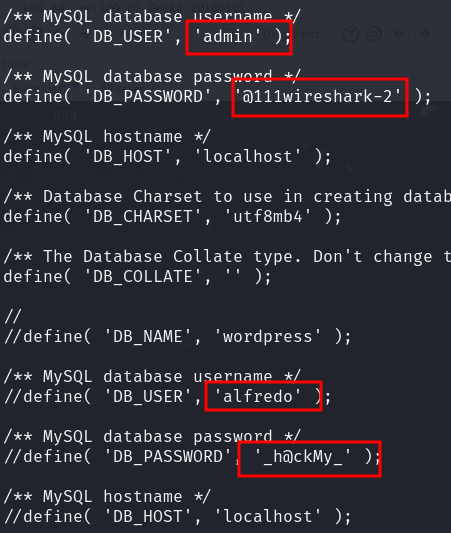 /** MySQL database username */
define( 'DB_USER', 'admin' );
/** MySQL database password */
define( 'DB_PASSWORD', '@111wireshark-2' );
/** MySQL hostname */
define( 'DB_HOST', 'localhost' );
/** Database Charset to use in creating datab
define( 'DB_CHARSET', 'utf8mb4' );
/** The Database Collate type. Don't change t
define( 'DB_COLLATE', '' );
//
//define( 'DB_NAME', 'wordpress' );
/** MySQL database username */
//define( 'DB_USER', 'alfredo' );
/** MySQL database password */
//define( 'DB_PASSWORD', '_h@ckMy_' );
/** MySQL hostname */
//define( 'DB_HOST', 'localhost' );